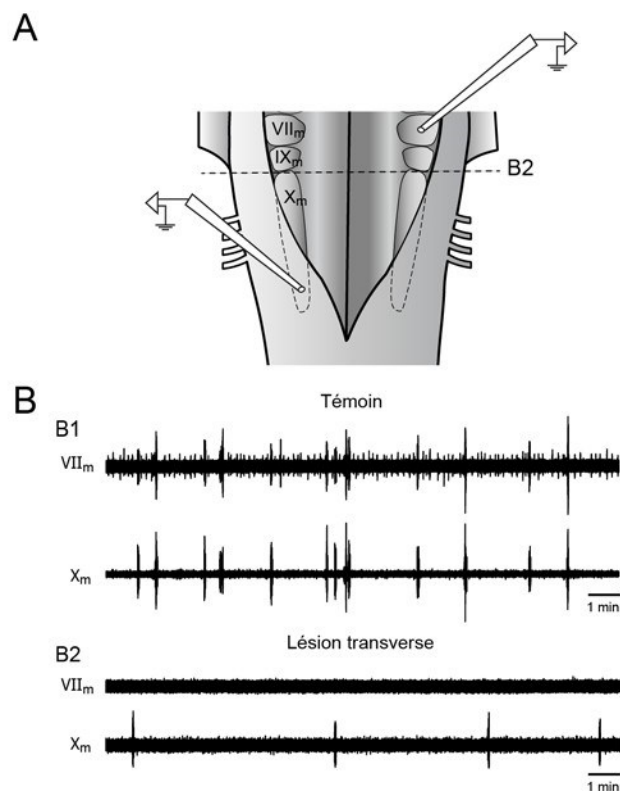 A
VIIm
IXm
B2
Xm
B
Témoin
B1
VIIm
Xm
1 min
Lésion transverse
B2
VIIm
Xm
1 min